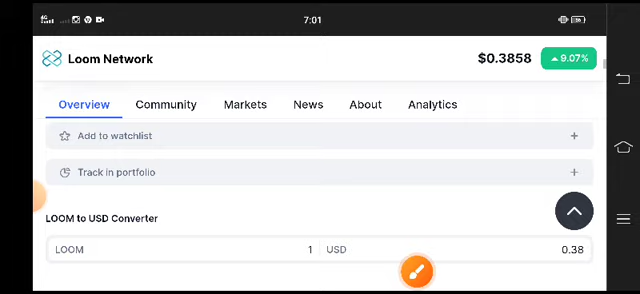 7:01
Loom Network $0.3858 9.07%
Overview Community Markets News About Analytics
Add to watchlist
Track in portfolio
LOOM to USD Converter
LOOM 1 USD 0.38